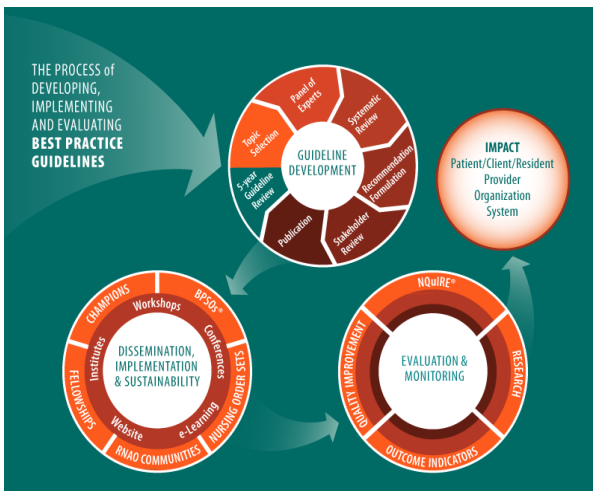 THE PROCESS of
DEVELOPING,
IMPLEMENTING
AND EVALUATING
BEST PRACTICE
GUIDELINES
GUIDELINE
DEVELOPMENT
Topic
Selection
Panel of
Experts
Systematic
Review
Recommendation
Formulation
Stakeholder
Review
Publication
5-year
Guideline
Review
IMPACT
Patient/Client/Resident
Provider
Organization
System
DISSEMINATION,
IMPLEMENTATION
& SUSTAINABILITY
CHAMPIONS
BPSOs®
NURSING ORDER SETS
RNAO COMMUNITIES
FELLOWSHIPS
Workshops
Conferences
e-Learning
Website
Institutes
EVALUATION &
MONITORING
NQuIRE®
RESEARCH
OUTCOME INDICATORS
QUALITY IMPROVEMENT